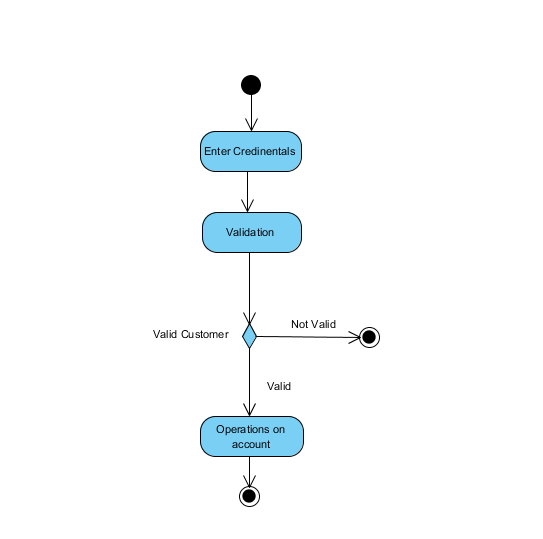 Enter Credinentals
Validation
Valid Customer
Not Valid
Valid
Operations on
account